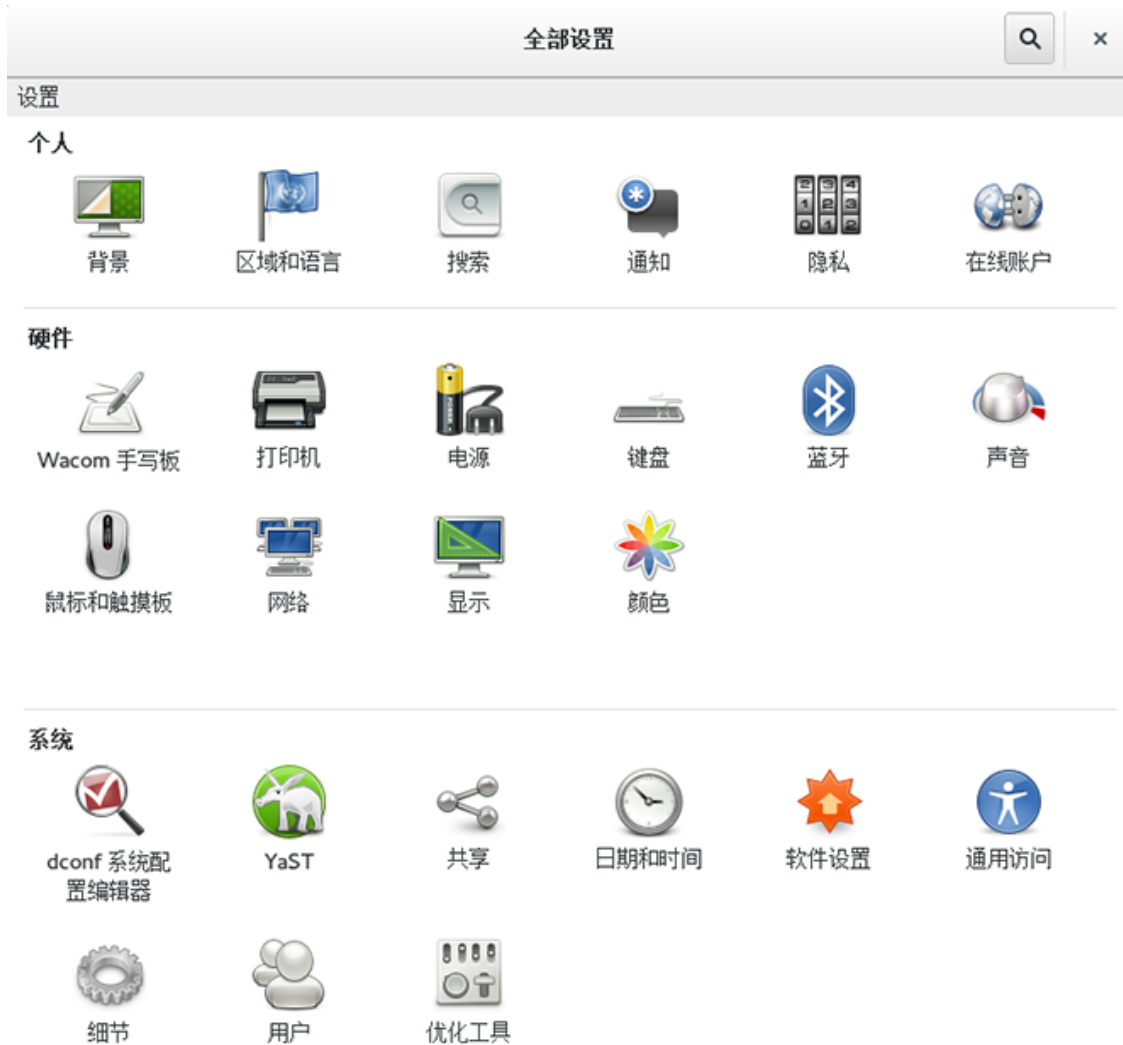 全部设置
设置
个人
背景 区域和语言 搜索 通知 隐私 在线账户
硬件
Wacom 手写板 打印机 电源 键盘 蓝牙 声音
鼠标和触摸板 网络 显示 颜色
系统
dconf 系统配 YaST 共享 日期和时间 软件设置 通用访问
置编辑器
细节 用户 优化工具